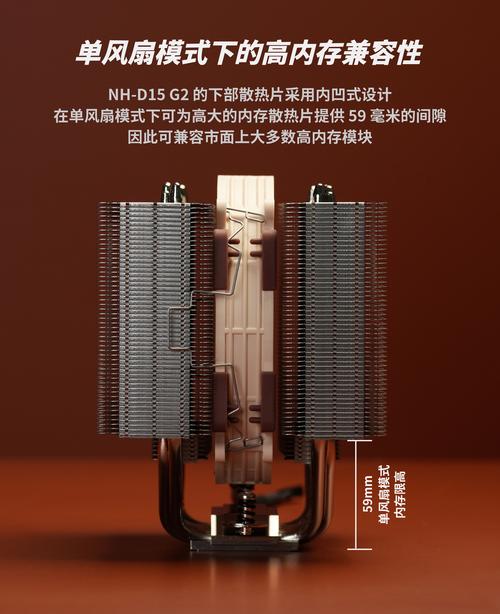 单风扇模式下的高内存兼容性
NH-D15 G2 的下部散热片采用内凹式设计
在单风扇模式下可为高大的内存散热片提供 59 毫米的间隙
因此可兼容市面上大多数高内存模块
59mm
单风扇模式
内存限高